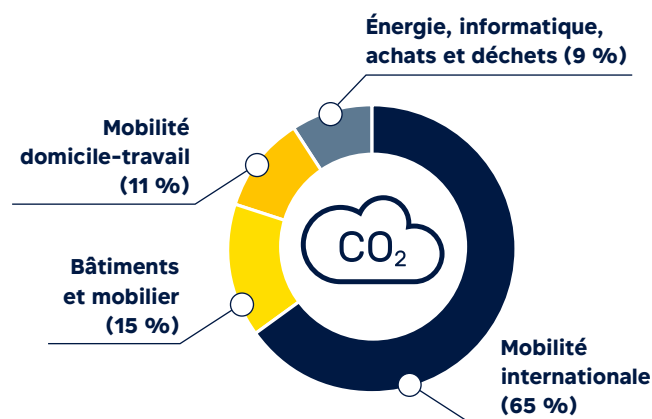 Énergie, informatique,
achats et déchets (9 %)
Mobilité
domicile-travail
(11 %)
Bâtiments
et mobilier
(15 %)
CO₂
Mobilité
internationale
(65 %)